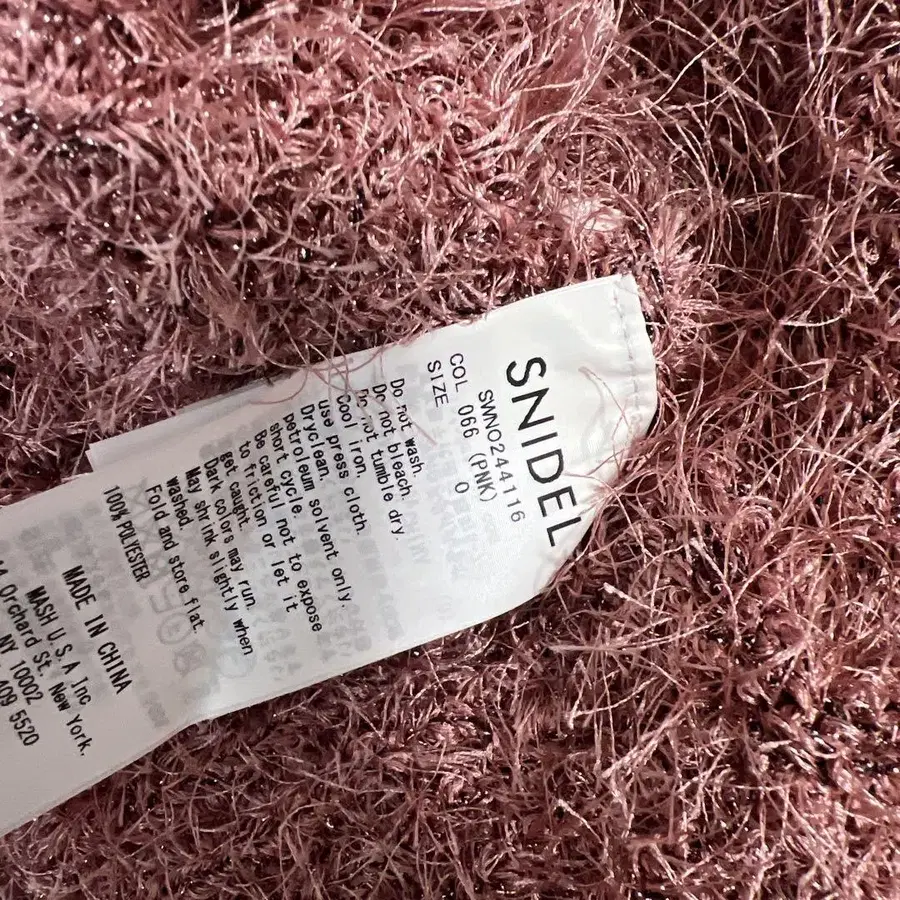 SNIDEL
SWNO244116
COL 066 (PNK)
SIZE 0
Do not wash.
Do not bleach.
Do not tumble dry.
Cool iron,
use press cloth.
Dryclean,
petroleum solvent only.
short cycle.
Be careful not to expose
to friction or let it
get caught.
Dark colors may run.
May shrink slightly when
washed.
Fold and store flat.
100% POLYESTER
MADE IN CHINA
MASH U.S.A Inc
Orchard St. New York,
NY 10002
409 5520